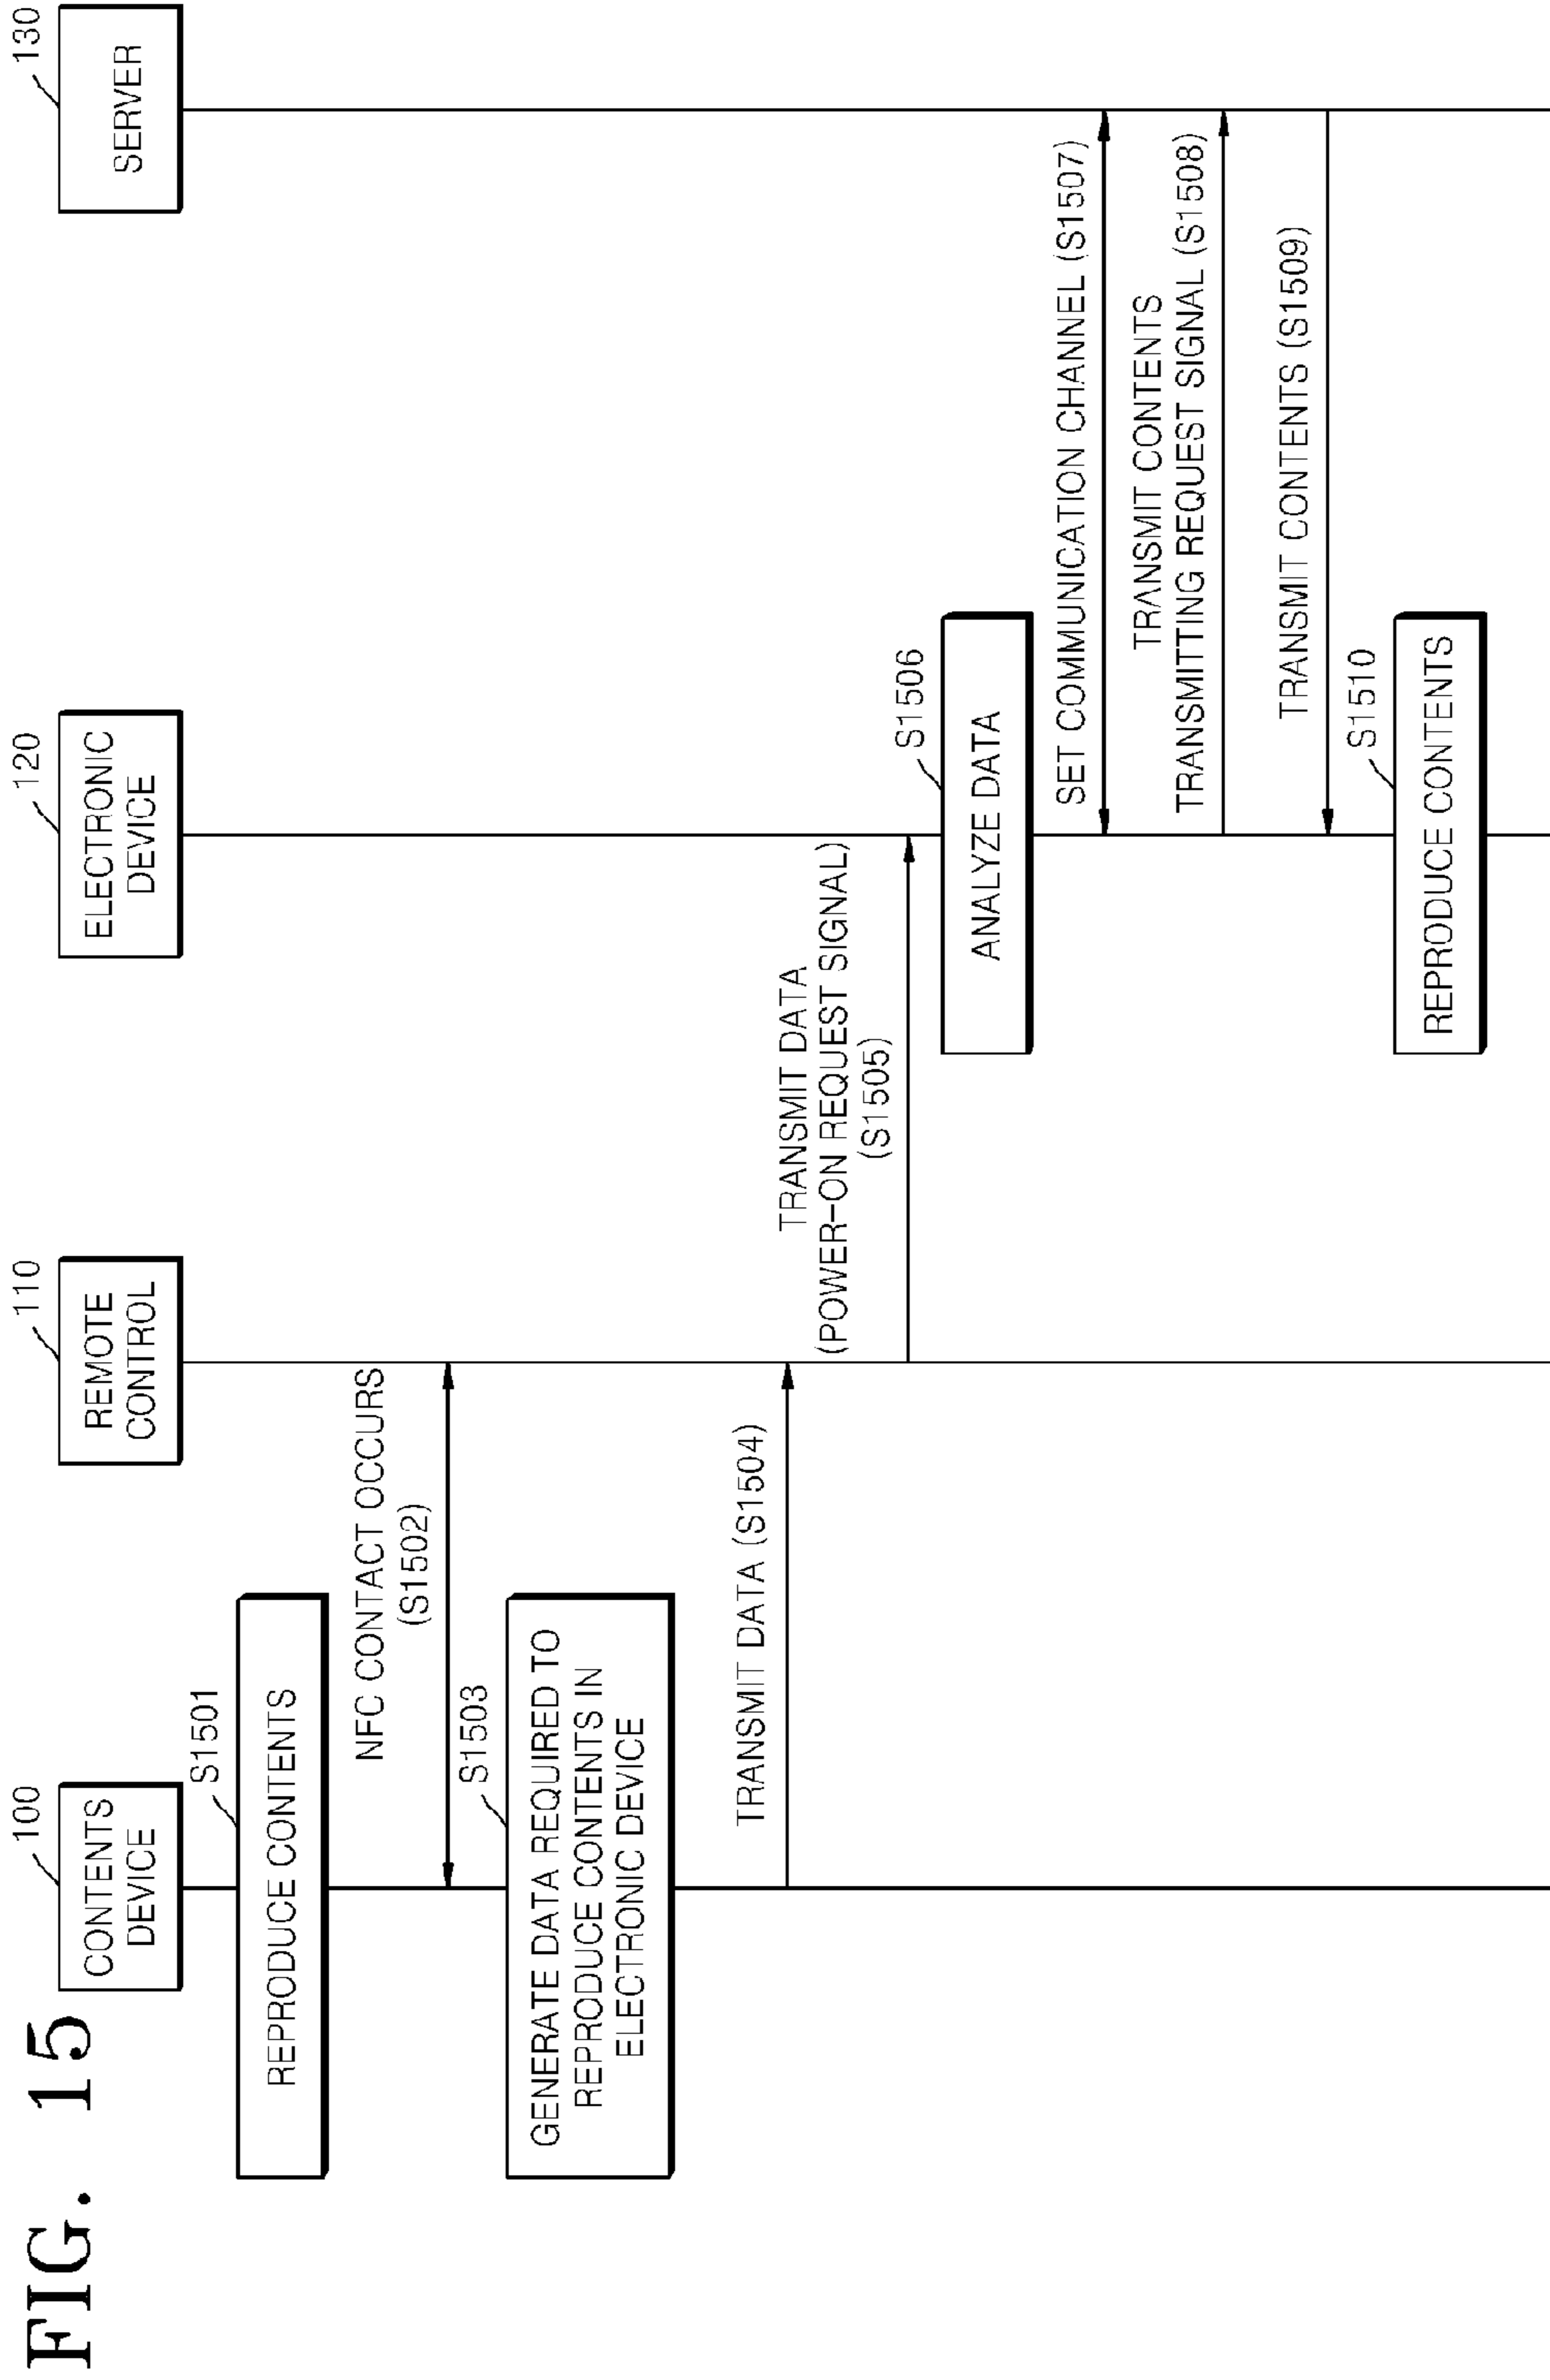 FIG. 15
100
CONTENTS
DEVICE
110
REMOTE
CONTROL
120
ELECTRONIC
DEVICE
130
SERVER
S1501
REPRODUCE CONTENTS
NFC CONTACT OCCURS
(S1502)
S1503
GENERATE DATA REQUIRED TO
REPRODUCE CONTENTS IN
ELECTRONIC DEVICE
TRANSMIT DATA (S1504)
TRANSMIT DATA
(POWER-ON REQUEST SIGNAL)
(S1505)
S1506
ANALYZE DATA
SET COMMUNICATION CHANNEL (S1507)
TRANSMIT CONTENTS
TRANSMITTING REQUEST SIGNAL (S1508)
TRANSMIT CONTENTS (S1509)
S1510
REPRODUCE CONTENTS